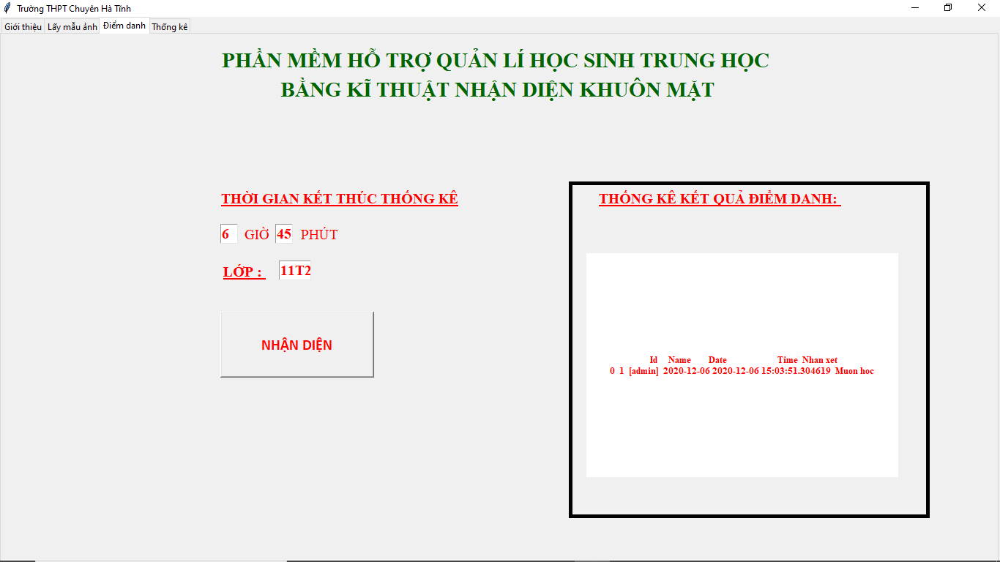 Trường THPT Chuyên Hà Tĩnh
Giới thiệu Lấy mẫu ảnh Điểm danh Thống kê
PHẦN MỀM HỖ TRỢ QUẢN LÍ HỌC SINH TRUNG HỌC
BẰNG KĨ THUẬT NHẬN DIỆN KHUÔN MẶT
THỜI GIAN KẾT THÚC THỐNG KÊ
6 GIỜ 45 PHÚT
LỚP : 11T2
NHẬN DIỆN
THỐNG KÊ KẾT QUẢ ĐIỂM DANH:
Id Name Date Time Nhan xet
0 1 [admin] 2020-12-06 2020-12-06 15:03:51.304619 Muon hoc